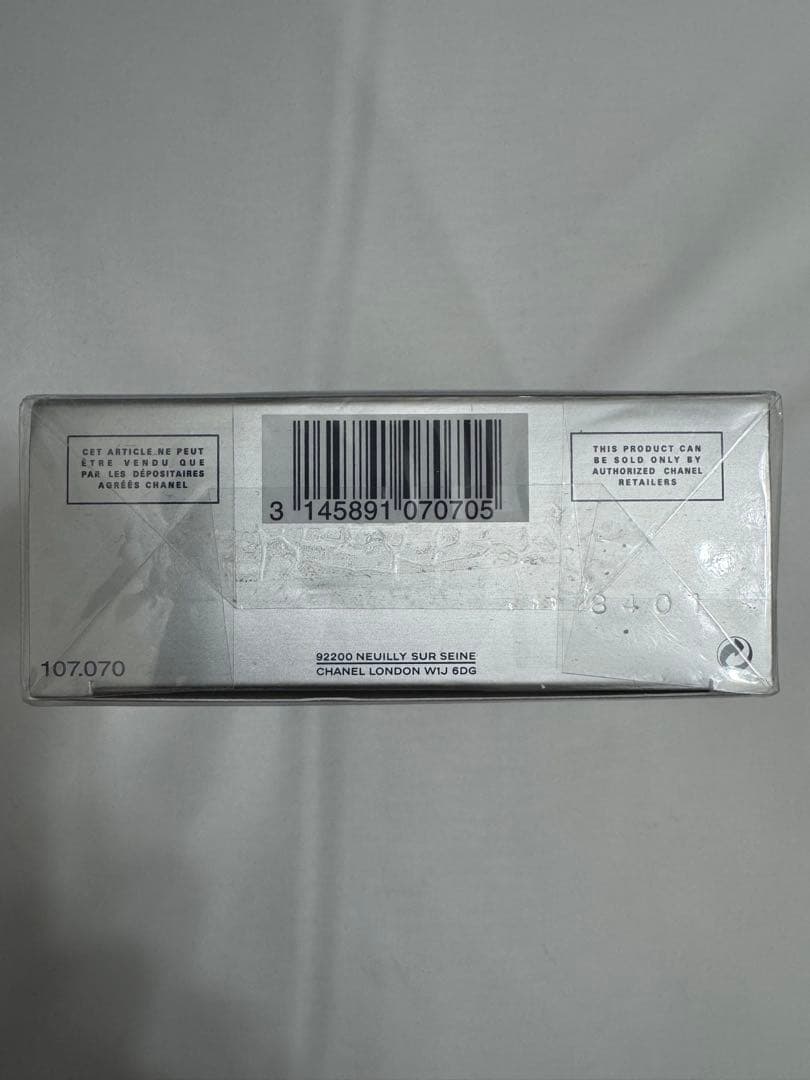 CET ARTICLE NE PEUT
ÊTRE VENDU QUE
PAR LES DÉPOSITAIRES
AGRÉÉS CHANEL
3 145891 070705
THIS PRODUCT CAN
BE SOLD ONLY BY
AUTHORIZED CHANEL
RETAILERS
107.070
92200 NEUILLY SUR SEINE
CHANEL LONDON W1J 6DG